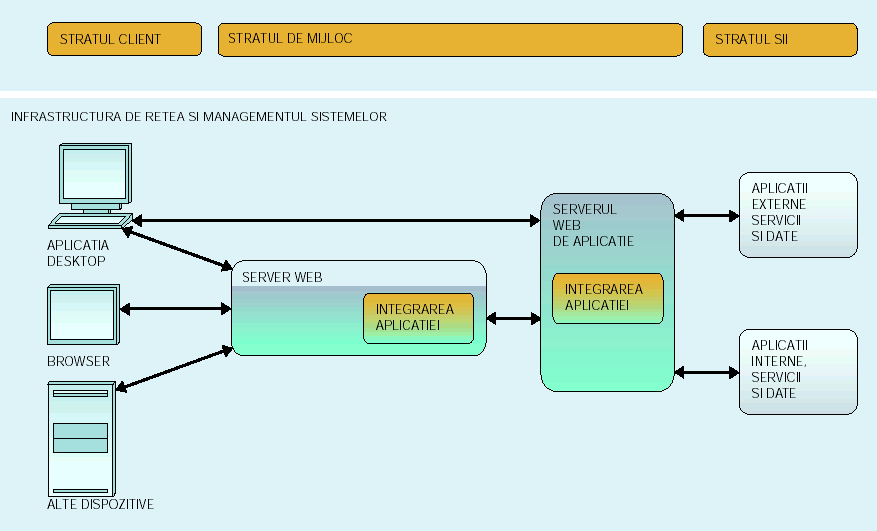 STRATUL CLIENT
STRATUL DE MIJLOC
STRATUL SII
INFRASTRUCTURA DE RETEA SI MANAGEMENTUL SISTEMELOR
APLICATIA
DESKTOP
BROWSER
ALTE DISPOZITIVE
SERVER WEB
INTEGRAREA
APLICATIEI
SERVERUL
WEB
DE APLICATIE
INTEGRAREA
APLICATIEI
APLICATII
EXTERNE
SERVICII
SI DATE
APLICATII
INTERNE,
SERVICII
SI DATE